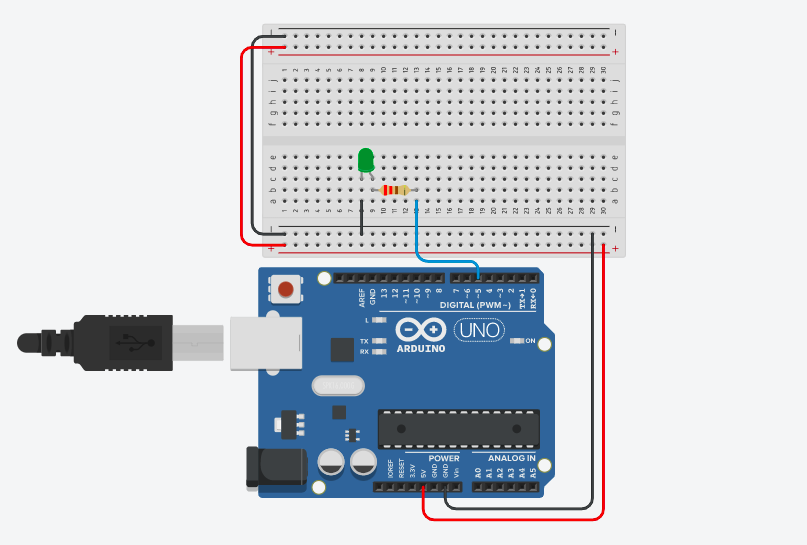 − −
+ +
1 2 3 4 5 6 7 8 9 10 11 12 13 14 15 16 17 18 19 20 21 22 23 24 25 26 27 28 29 30
j j
i i
h h
g g
f f
e e
d d
c c
b b
a a
1 2 3 4 5 6 7 8 9 10 11 12 13 14 15 16 17 18 19 20 21 22 23 24 25 26 27 28 29 30
− −
+ +
AREF GND 13 12 ~11 ~10 ~9 8 7 ~6 ~5 4 ~3 2 TX→1 RX←0
DIGITAL (PWM~)
L
TX
RX
UNO
ARDUINO
ON
POWER ANALOG IN
IOREF RESET 3.3V 5V GND GND Vin A0 A1 A2 A3 A4 A5